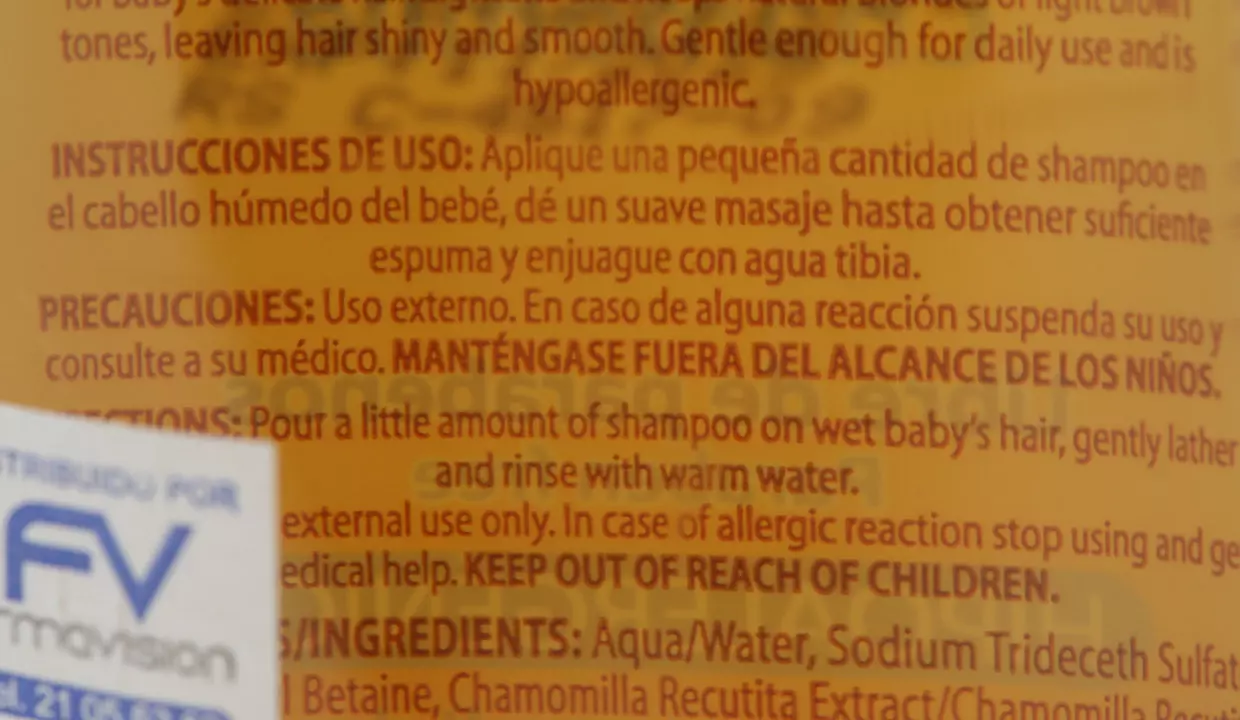 for baby's delicate
tones, leaving hair shiny and smooth. Gentle enough for daily use and is
hypoallergenic.
INSTRUCCIONES DE USO: Aplique una pequeña cantidad de shampoo en
el cabello húmedo del bebé, dé un suave masaje hasta obtener suficiente
espuma y enjuague con agua tibia.
PRECAUCIONES: Uso externo. En caso de alguna reacción suspenda su uso y
consulte a su médico. MANTÉNGASE FUERA DEL ALCANCE DE LOS NIÑOS.
Pour a little amount of shampoo on wet baby's hair, gently lather
and rinse with warm water.
external use only. In case of allergic reaction stop using and
help. KEEP OUT OF REACH OF CHILDREN.
/INGREDIENTS: Aqua/Water, Sodium Trideceth
Betaine, Chamomilla Recutita Extract/Chamomilla
POR
FV